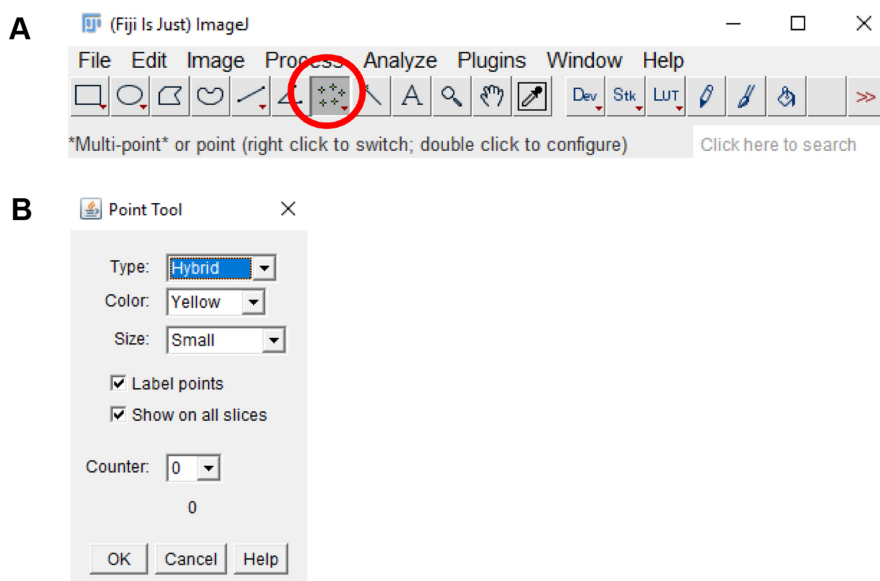 A
(Fiji Is Just) ImageJ
File Edit Image Process Analyze Plugins Window Help
A Dev Stk LUT >>
*Multi-point* or point (right click to switch; double click to configure) Click here to search
B
Point Tool
Type: Hybrid
Color: Yellow
Size: Small
Label points
Show on all slices
Counter: 0
0
OK Cancel Help